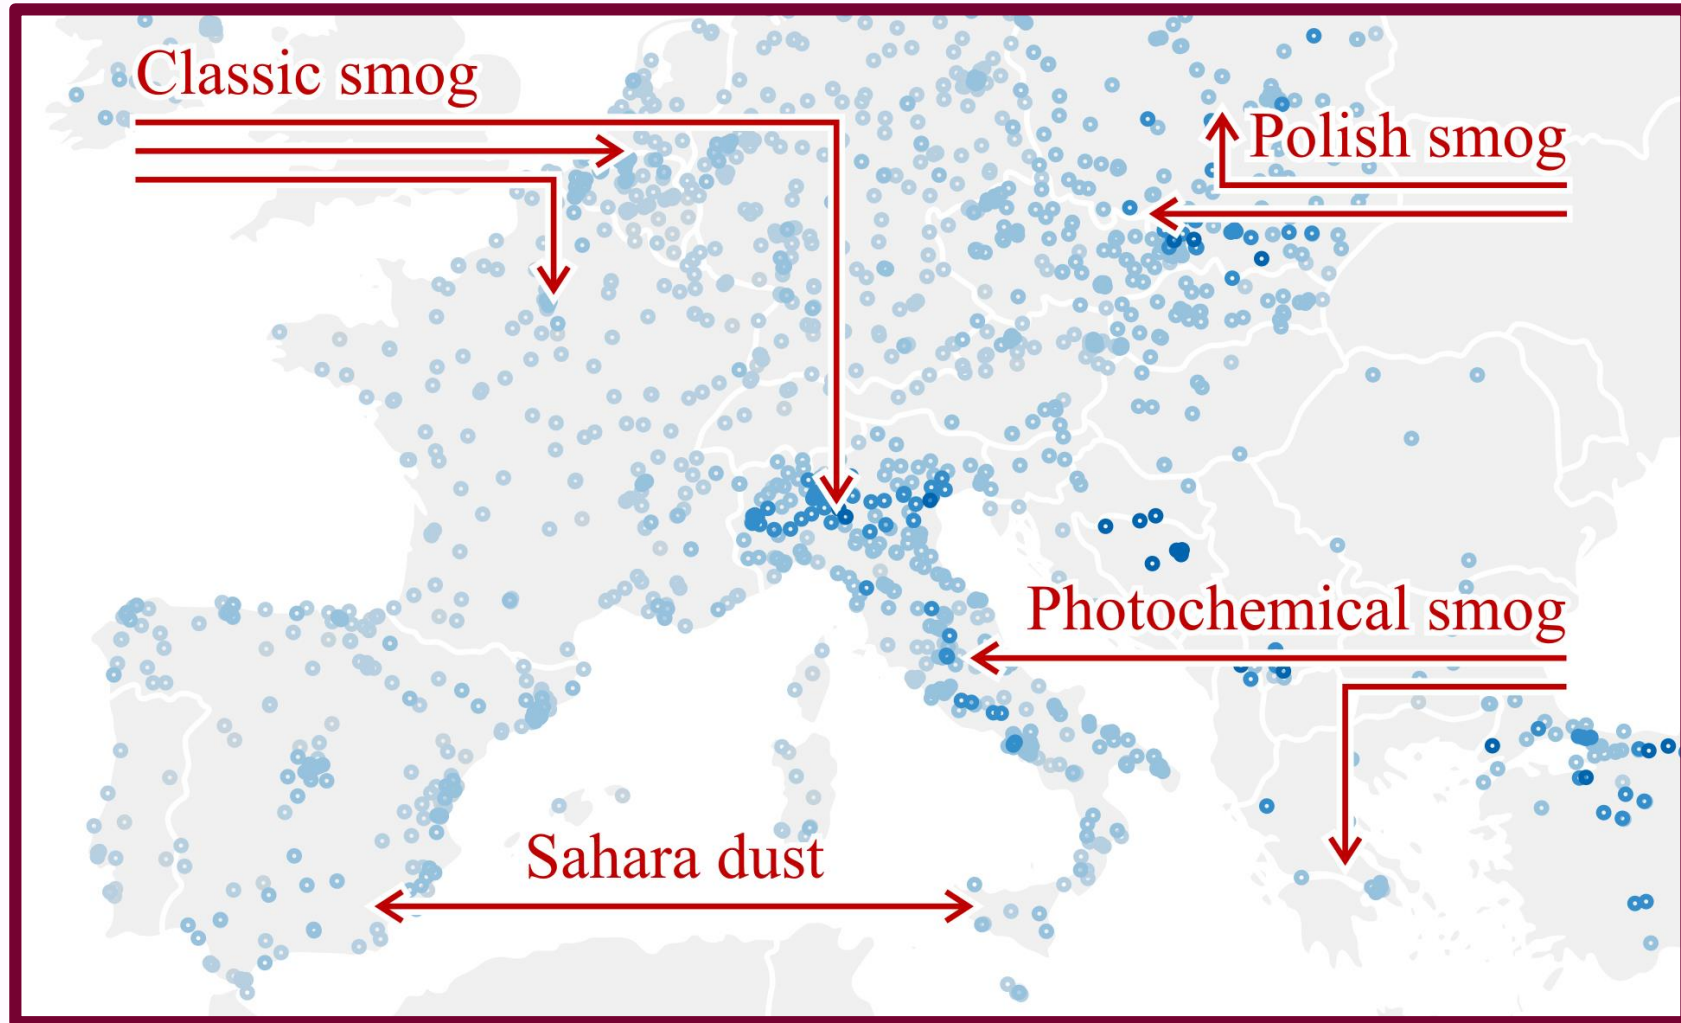 Classic smog
Polish smog
Photochemical smog
Sahara dust